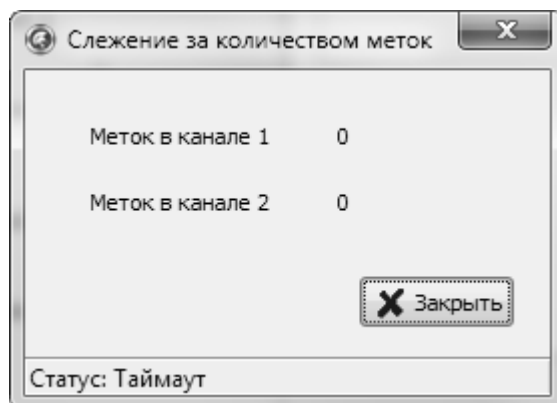 Слежение за количеством меток
Меток в канале 1 0
Меток в канале 2 0
Закрыть
Статус: Таймаут